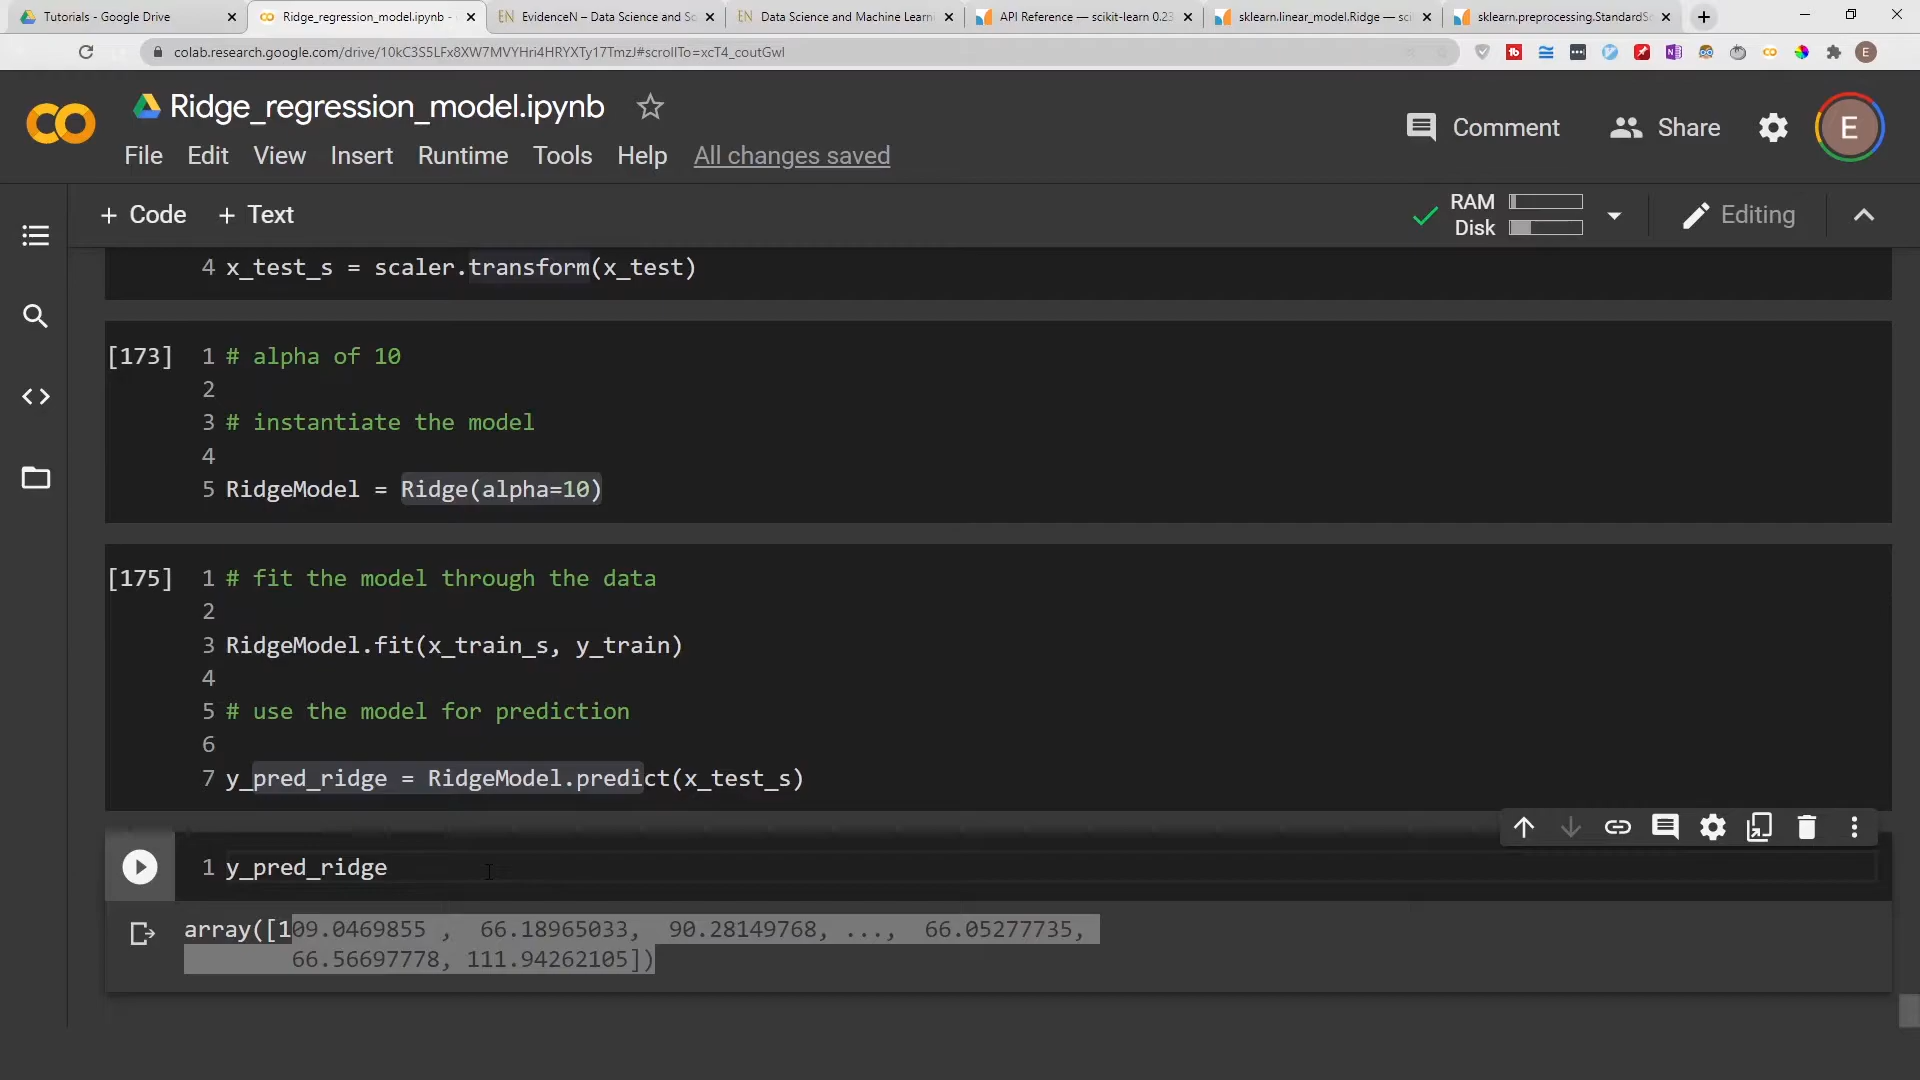 Tutorials - Google Drive
Ridge_regression_model.ipynb -
EN EvidenceN – Data Science and Sc
EN Data Science and Machine Learni
API Reference — scikit-learn 0.23
sklearn.linear_model.Ridge — sci
sklearn.preprocessing.StandardS
colab.research.google.com/drive/10kC3S5LFx8XW7MVYHri4HRYXTy17TmzJ#scrollTo=xcT4_coutGwl
E
Ridge_regression_model.ipynb
Comment
Share
E
File Edit View Insert Runtime Tools Help All changes saved
+ Code + Text
RAM
Disk
Editing
4 x_test_s = scaler.transform(x_test)
[173] 1 # alpha of 10
2
3 # instantiate the model
4
5 RidgeModel = Ridge(alpha=10)
[175] 1 # fit the model through the data
2
3 RidgeModel.fit(x_train_s, y_train)
4
5 # use the model for prediction
6
7 y_pred_ridge = RidgeModel.predict(x_test_s)
1 y_pred_ridge
array([109.0469855 , 66.18965033, 90.28149768, ..., 66.05277735,
66.56697778, 111.94262105])